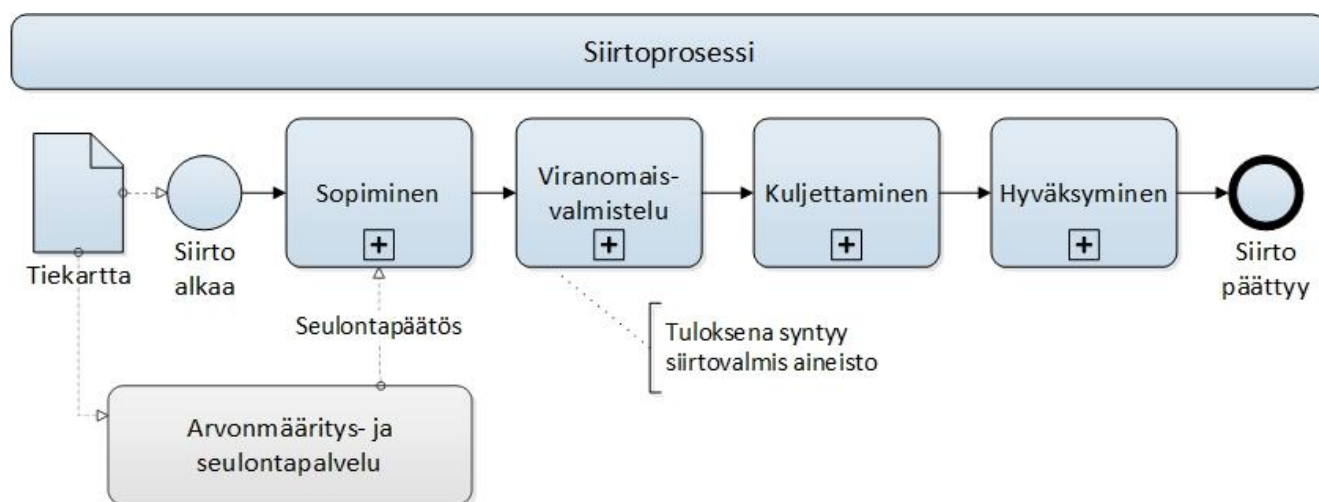 Siirtoprosessi
Tiekartta
Siirto
alkaa
Sopiminen
Viranomais-
valmistelu
Kuljettaminen
Hyväksyminen
Siirto
päättyy
Seulontapäätös
Tuloksena syntyy
siirtovalmis aineisto
Arvonmääritys- ja
seulontapalvelu